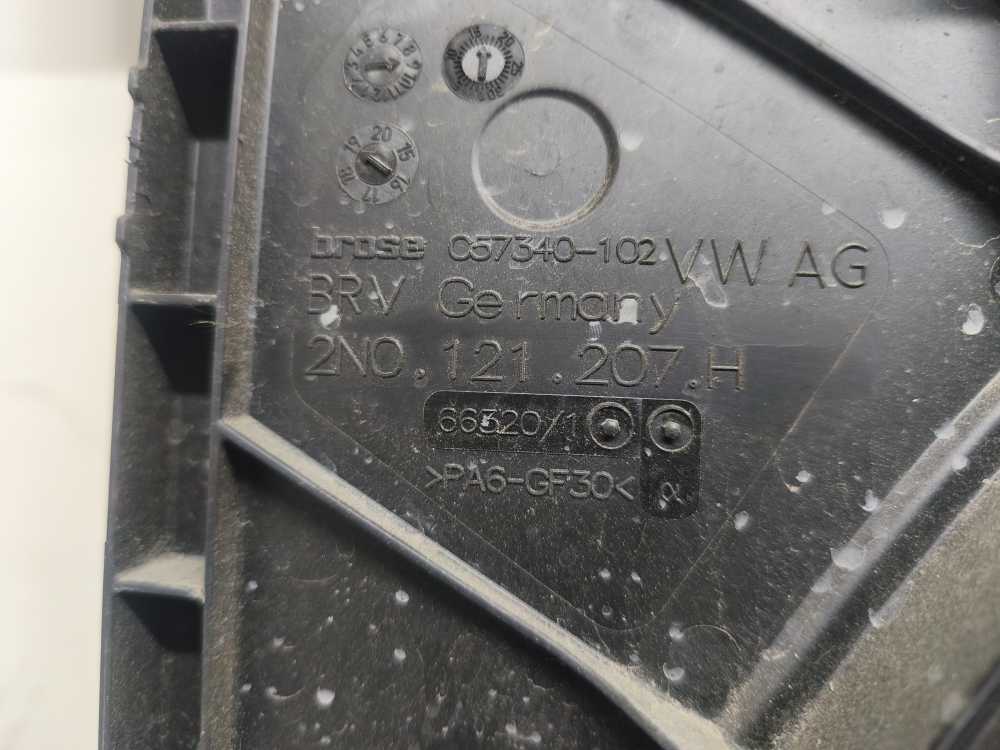 brose C57340-102 VW AG
BRV Germany
2N0.121.207.H
66320/1
>PA6-GF30<